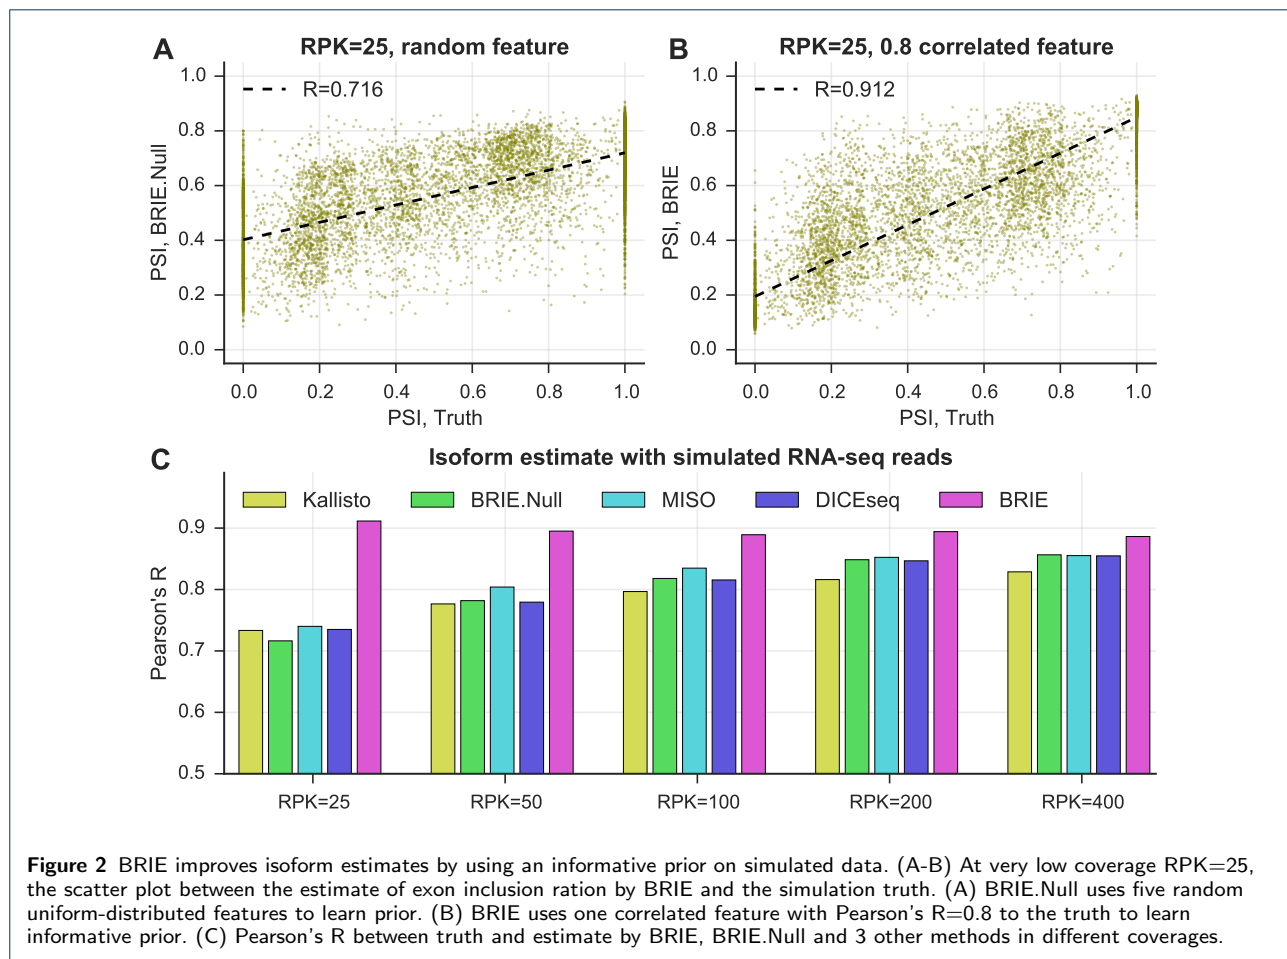 A
RPK=25, random feature
R=0.716
1.0
0.8
0.6
0.4
0.2
0.0
PSI, BRIE.Null
0.0 0.2 0.4 0.6 0.8 1.0
PSI, Truth
B
RPK=25, 0.8 correlated feature
R=0.912
1.0
0.8
0.6
0.4
0.2
0.0
PSI, BRIE
0.0 0.2 0.4 0.6 0.8 1.0
PSI, Truth
C
Isoform estimate with simulated RNA-seq reads
Kallisto BRIE.Null MISO DICEseq BRIE
0.9
0.8
0.7
0.6
0.5
Pearson's R
RPK=25 RPK=50 RPK=100 RPK=200 RPK=400
Figure 2 BRIE improves isoform estimates by using an informative prior on simulated data. (A-B) At very low coverage RPK=25,
the scatter plot between the estimate of exon inclusion ration by BRIE and the simulation truth. (A) BRIE.Null uses five random
uniform-distributed features to learn prior. (B) BRIE uses one correlated feature with Pearson's R=0.8 to the truth to learn
informative prior. (C) Pearson's R between truth and estimate by BRIE, BRIE.Null and 3 other methods in different coverages.